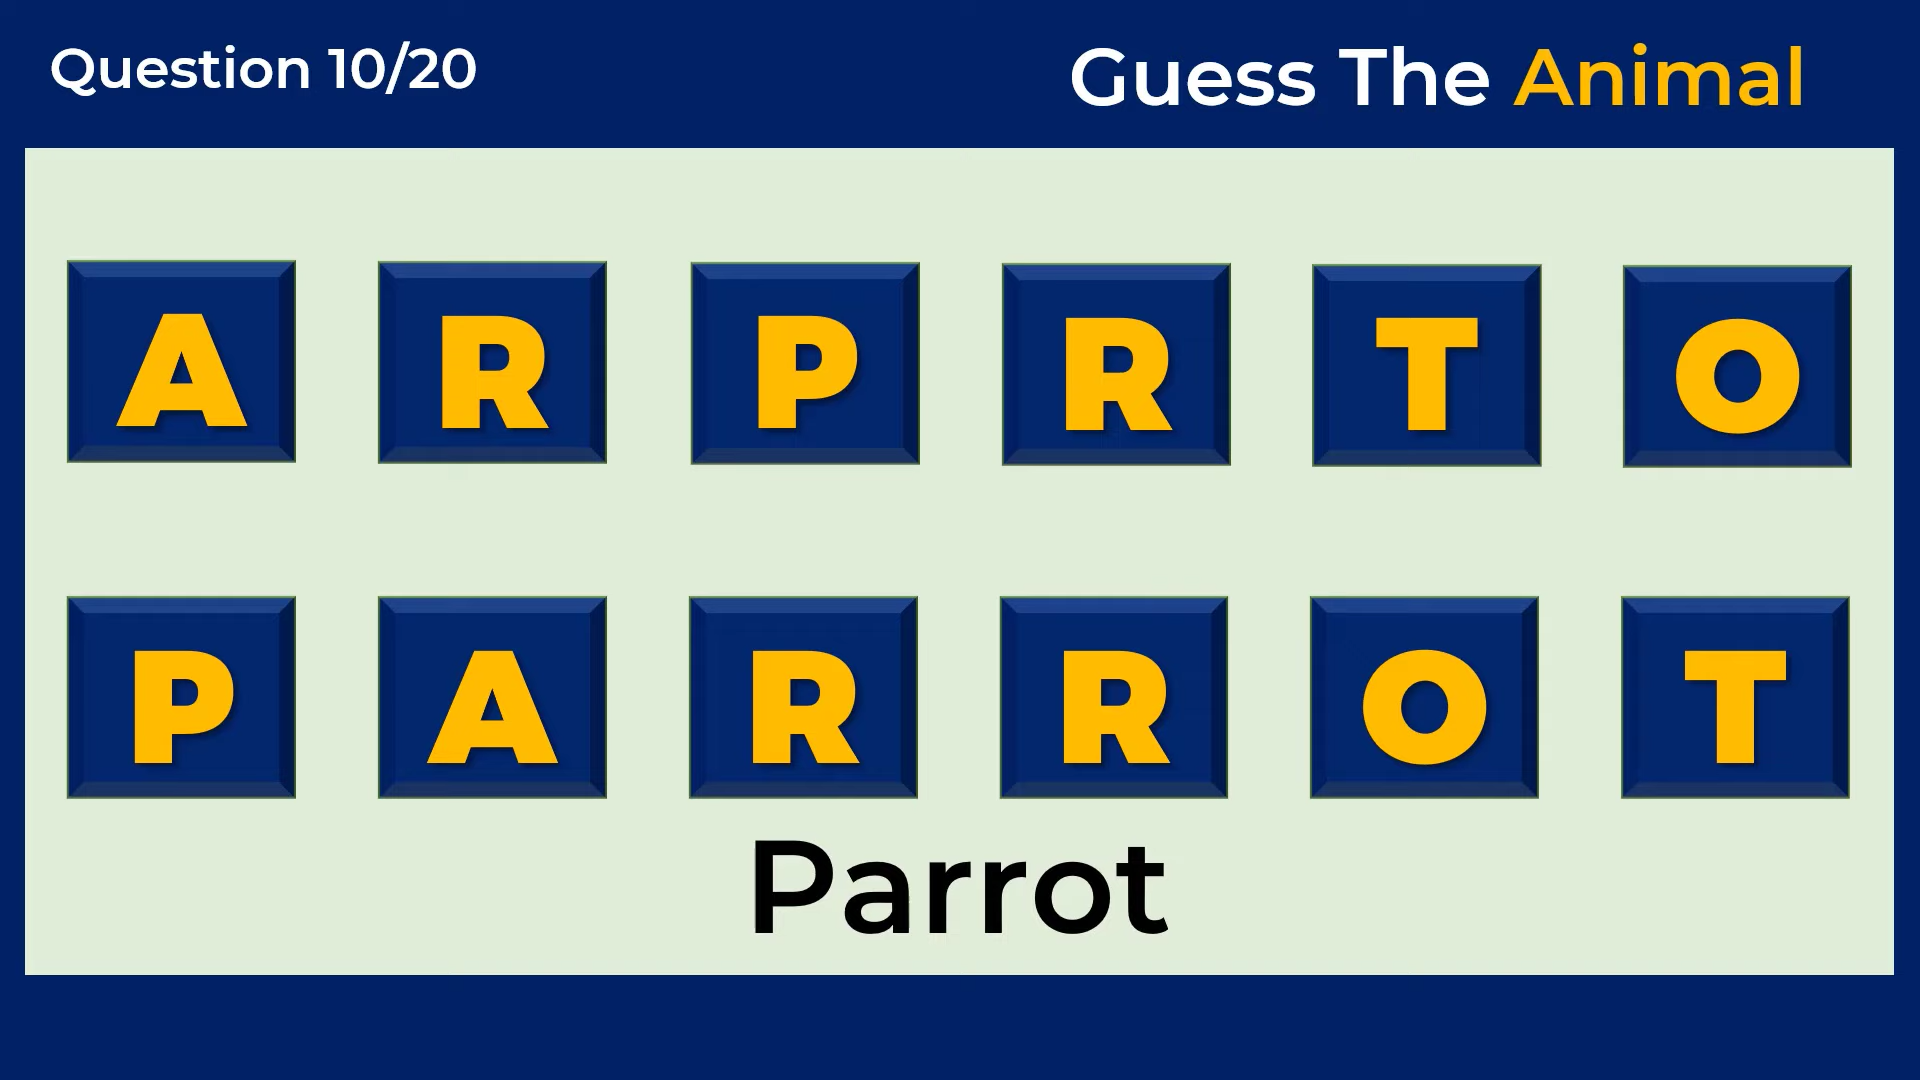 Question 10/20
Guess The Animal
A R P R T O
P A R R O T
Parrot